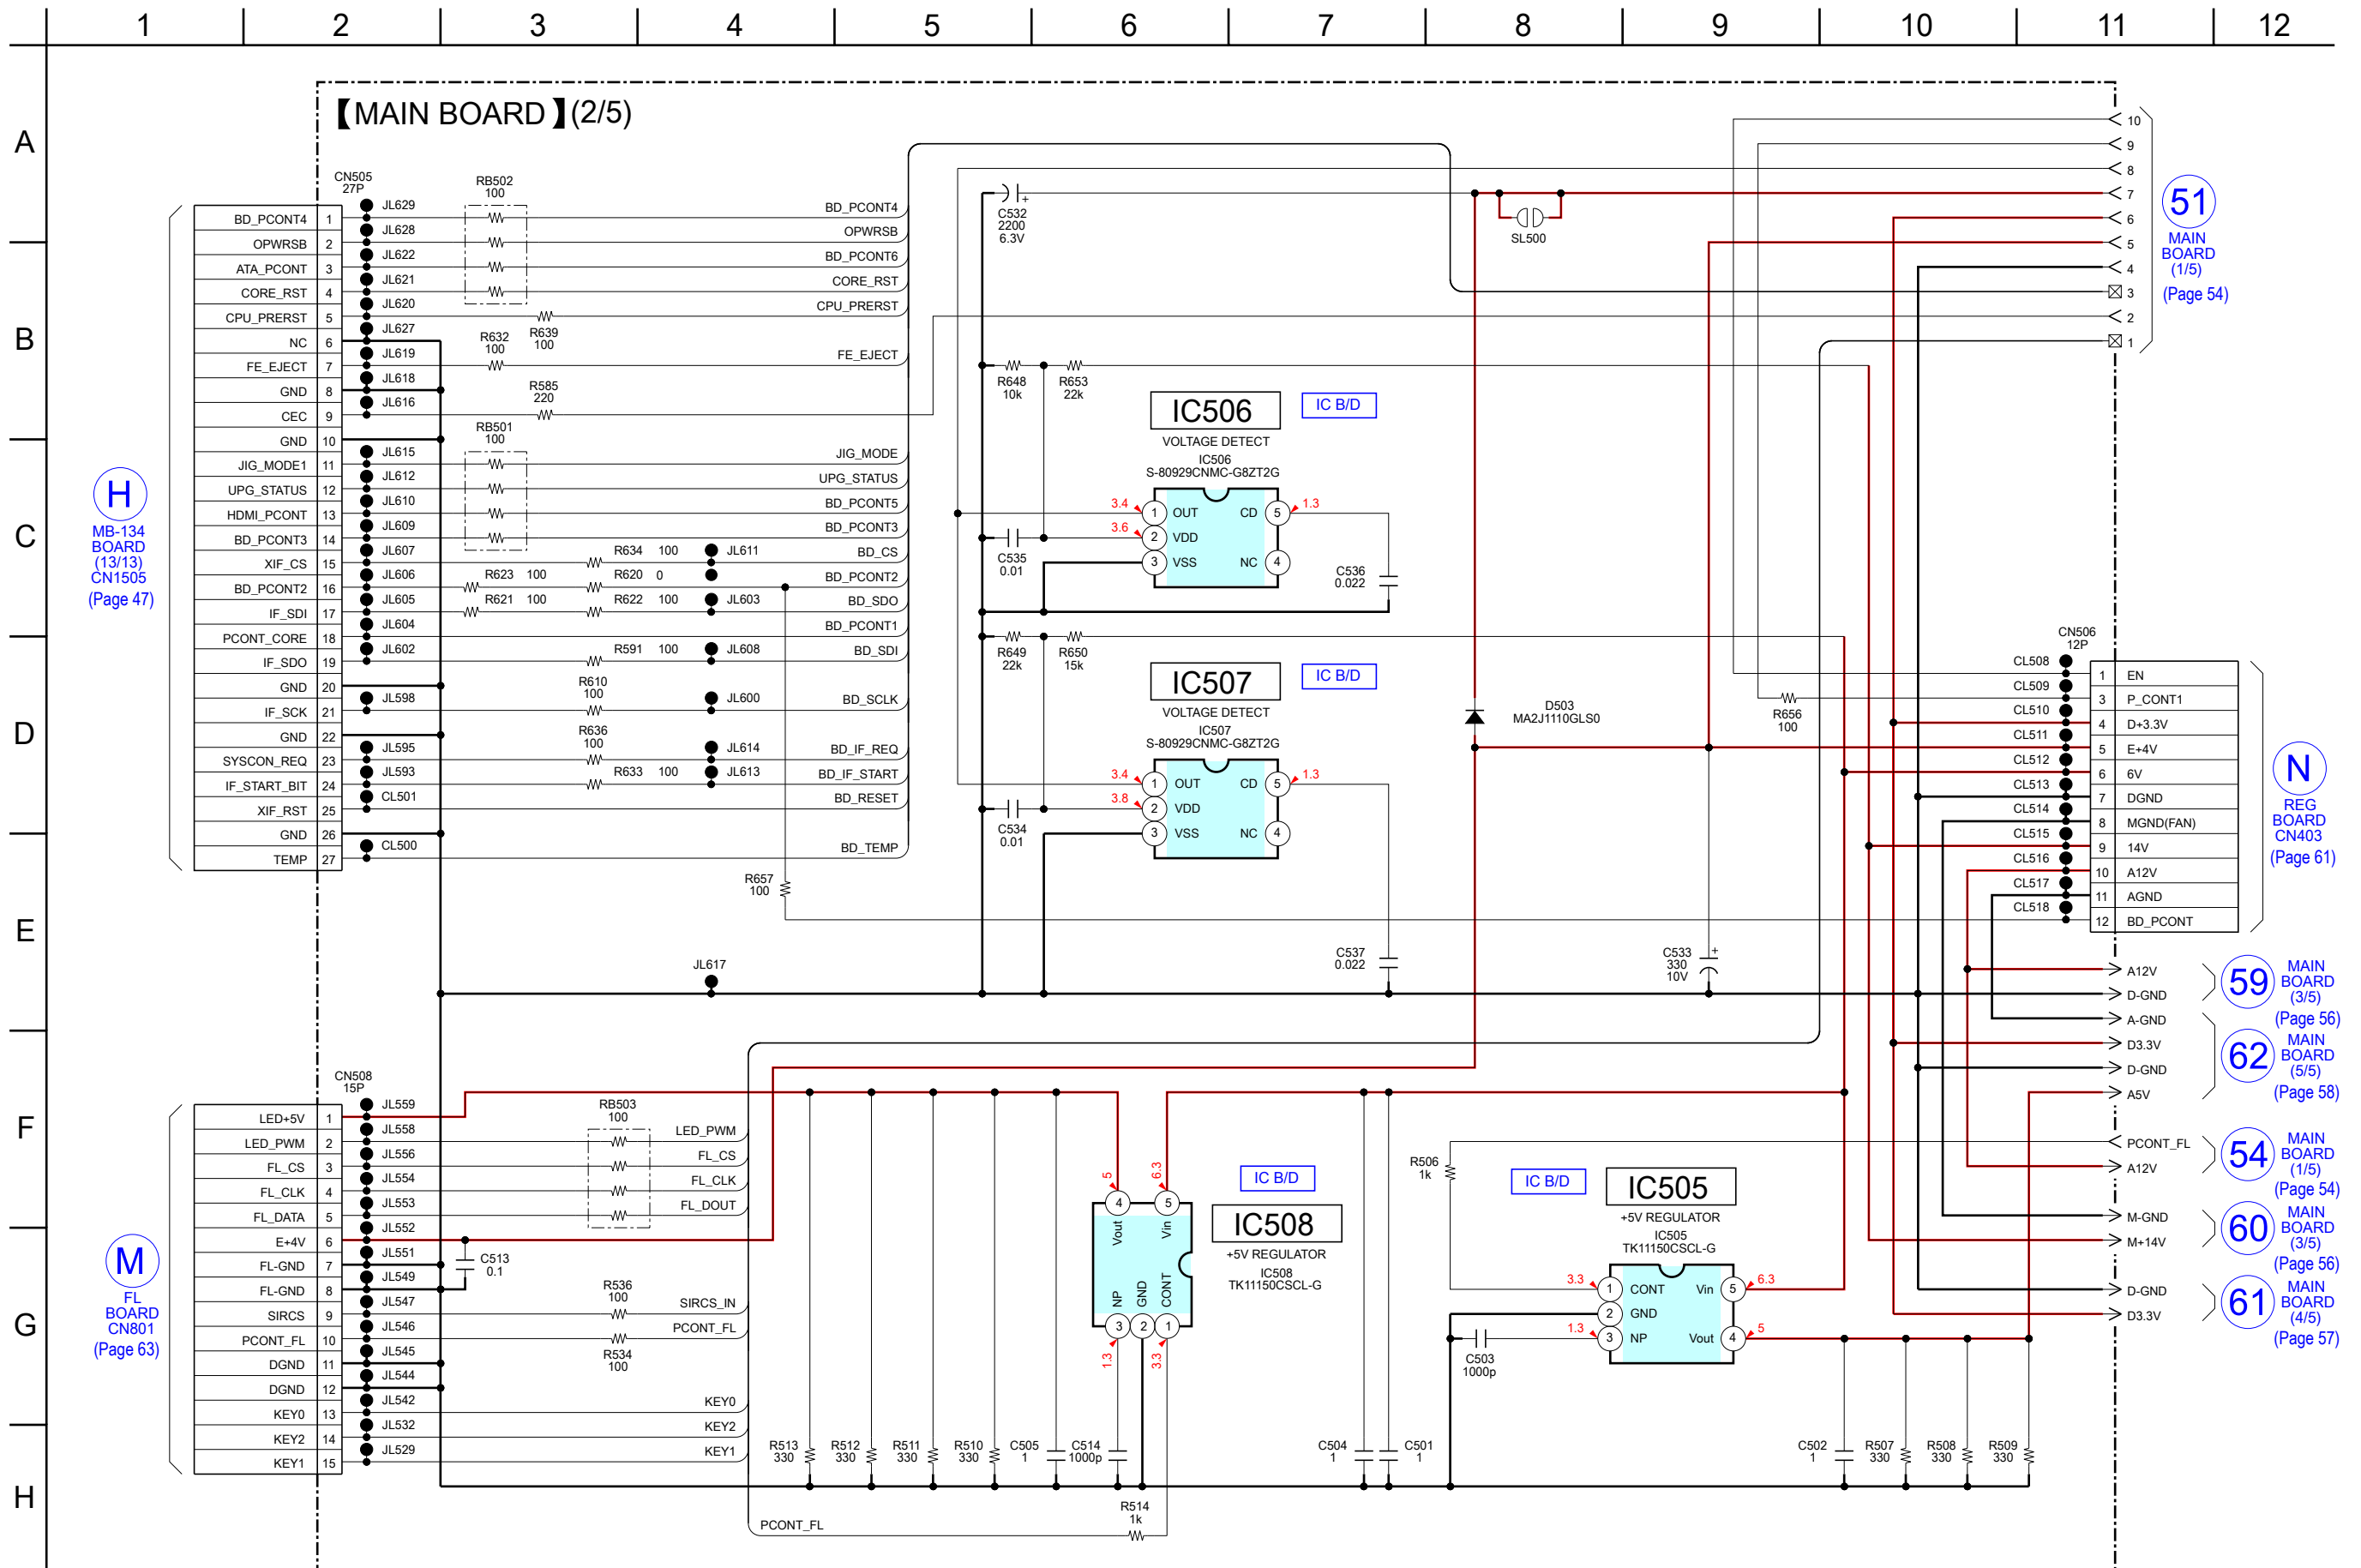 1 2 3 4 5 6 7 8 9 10 11 12
A
B
C
D
E
F
G
H
【MAIN BOARD】(2/5)
CN505
27P
BD_PCONT4 1
OPWRSB 2
ATA_PCONT 3
CORE_RST 4
CPU_PRERST 5
NC 6
FE_EJECT 7
GND 8
CEC 9
GND 10
JIG_MODE1 11
UPG_STATUS 12
HDMI_PCONT 13
BD_PCONT3 14
XIF_CS 15
BD_PCONT2 16
IF_SDI 17
PCONT_CORE 18
IF_SDO 19
GND 20
IF_SCK 21
GND 22
SYSCON_REQ 23
IF_START_BIT 24
XIF_RST 25
GND 26
TEMP 27
H
MB-134
BOARD
(13/13)
CN1505
(Page 47)
JL629
JL628
JL622
JL621
JL620
JL627
JL619
JL618
JL616
JL615
JL612
JL610
JL609
JL607
JL606
JL605
JL604
JL602
JL598
JL595
JL593
CL501
CL500
RB502
100
R639
100
R632
100
R585
220
RB501
100
R634 100 JL611
R623 100 R620 0
R621 100 R622 100 JL603
R591 100 JL608
R610
100
JL600
R636
100
JL614
R633 100 JL613
R657
100
JL617
BD_PCONT4
OPWRSB
BD_PCONT6
CORE_RST
CPU_PRERST
FE_EJECT
JIG_MODE
UPG_STATUS
BD_PCONT5
BD_PCONT3
BD_CS
BD_PCONT2
BD_SDO
BD_PCONT1
BD_SDI
BD_SCLK
BD_IF_REQ
BD_IF_START
BD_RESET
BD_TEMP
+
C532
2200
6.3V
SL500
R648
10k
R653
22k
IC506
IC B/D
VOLTAGE DETECT
IC506
S-80929CNMC-G8ZT2G
3.4 1 OUT CD 5 1.3
3.6 2 VDD
3 VSS NC 4
C535
0.01
C536
0.022
R649
22k
R650
15k
IC507
IC B/D
VOLTAGE DETECT
IC507
S-80929CNMC-G8ZT2G
3.4 1 OUT CD 5 1.3
3.8 2 VDD
3 VSS NC 4
C534
0.01
C537
0.022
D503
MA2J1110GLS0
C533
330
10V
+
R656
100
10
9
8
7
6
5
4
3
2
1
51
MAIN
BOARD
(1/5)
(Page 54)
CN506
12P
CL508
CL509
CL510
CL511
CL512
CL513
CL514
CL515
CL516
CL517
CL518
1 EN
3 P_CONT1
4 D+3.3V
5 E+4V
6 6V
7 DGND
8 MGND(FAN)
9 14V
10 A12V
11 AGND
12 BD_PCONT
N
REG
BOARD
CN403
(Page 61)
A12V
D-GND
59
MAIN
BOARD
(3/5)
(Page 56)
A-GND
D3.3V
D-GND
A5V
62
MAIN
BOARD
(5/5)
(Page 58)
PCONT_FL
A12V
54
MAIN
BOARD
(1/5)
(Page 54)
M-GND
M+14V
60
MAIN
BOARD
(3/5)
(Page 56)
D-GND
D3.3V
61
MAIN
BOARD
(4/5)
(Page 57)
CN508
15P
LED+5V 1
LED_PWM 2
FL_CS 3
FL_CLK 4
FL_DATA 5
E+4V 6
FL-GND 7
FL-GND 8
SIRCS 9
PCONT_FL 10
DGND 11
DGND 12
KEY0 13
KEY2 14
KEY1 15
M
FL
BOARD
CN801
(Page 63)
JL559
JL558
JL556
JL554
JL553
JL552
JL551
JL549
JL547
JL546
JL545
JL544
JL542
JL532
JL529
RB503
100
C513
0.1
R536
100
R534
100
LED_PWM
FL_CS
FL_CLK
FL_DOUT
SIRCS_IN
PCONT_FL
KEY0
KEY2
KEY1
PCONT_FL
R513
330
R512
330
R511
330
R510
330
C505
1
C514
1000p
R514
1k
5 6.3
4 5
Vout Vin
NP GND CONT
3 2 1
1.3 3.3
IC B/D
IC508
+5V REGULATOR
IC508
TK11150CSCL-G
C504
1
C501
1
R506
1k
IC B/D
IC505
+5V REGULATOR
IC505
TK11150CSCL-G
3.3 1 CONT Vin 5 6.3
2 GND
1.3 3 NP Vout 4 5
C503
1000p
C502
1
R507
330
R508
330
R509
330